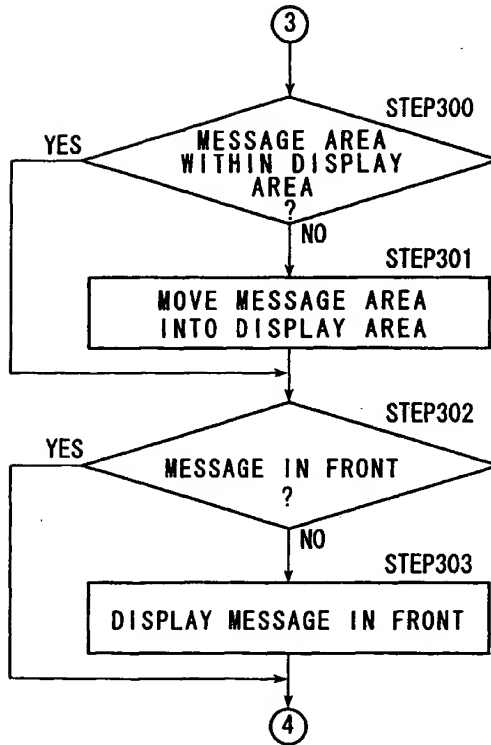 3
STEP300
YES
MESSAGE AREA
WITHIN DISPLAY
AREA
?
NO
STEP301
MOVE MESSAGE AREA
INTO DISPLAY AREA
STEP302
YES
MESSAGE IN FRONT
?
NO
STEP303
DISPLAY MESSAGE IN FRONT
4